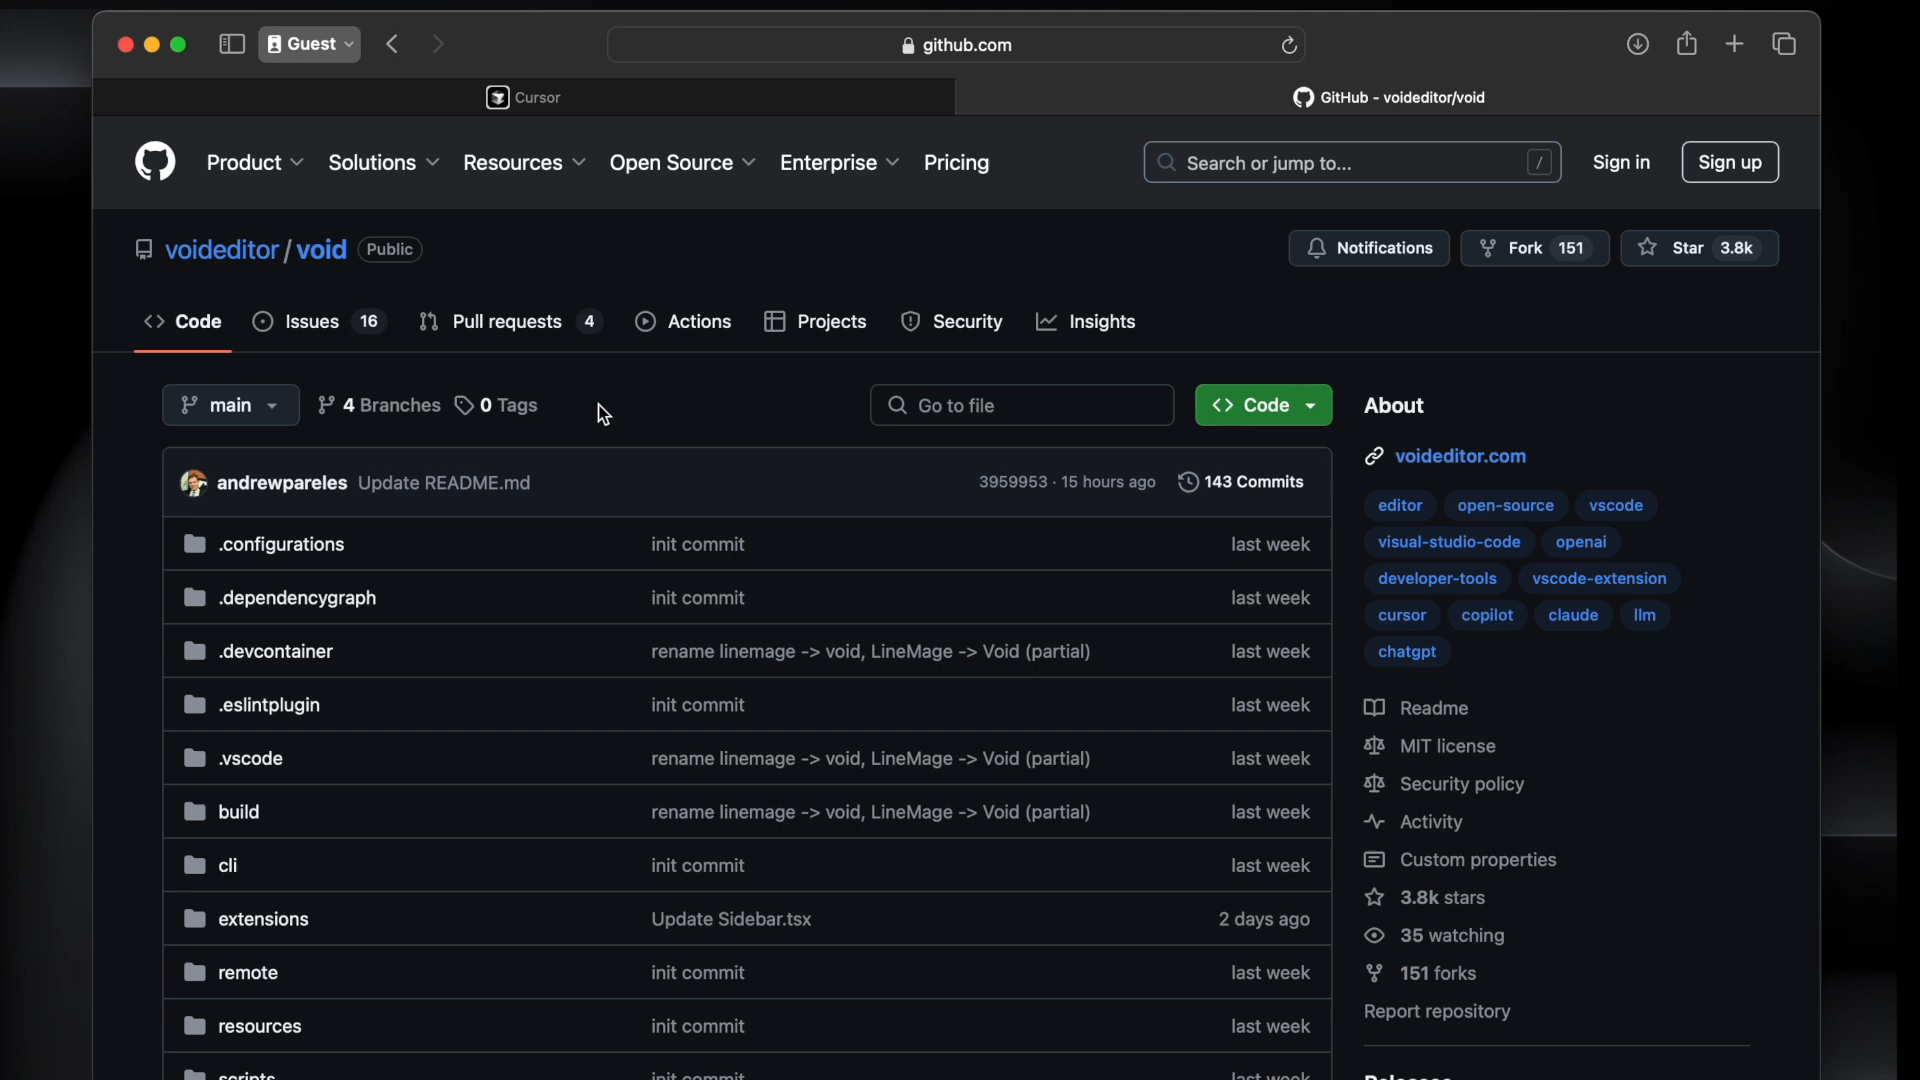 Guest
github.com
Cursor
GitHub - voideditor/void
Product Solutions Resources Open Source Enterprise Pricing
Search or jump to... /
Sign in
Sign up
voideditor / void Public
Notifications Fork 151 Star 3.8k
Code Issues 16 Pull requests 4 Actions Projects Security Insights
main 4 Branches 0 Tags
Go to file
Code
andrewpareles Update README.md 3959953 · 15 hours ago 143 Commits
.configurations init commit last week
.dependencygraph init commit last week
.devcontainer rename linemage -> void, LineMage -> Void (partial) last week
.eslintplugin init commit last week
.vscode rename linemage -> void, LineMage -> Void (partial) last week
build rename linemage -> void, LineMage -> Void (partial) last week
cli init commit last week
extensions Update Sidebar.tsx 2 days ago
remote init commit last week
resources init commit last week
scripts init commit last week
About
voideditor.com
editor open-source vscode
visual-studio-code openai
developer-tools vscode-extension
cursor copilot claude llm
chatgpt
Readme
MIT license
Security policy
Activity
Custom properties
3.8k stars
35 watching
151 forks
Report repository
Releases